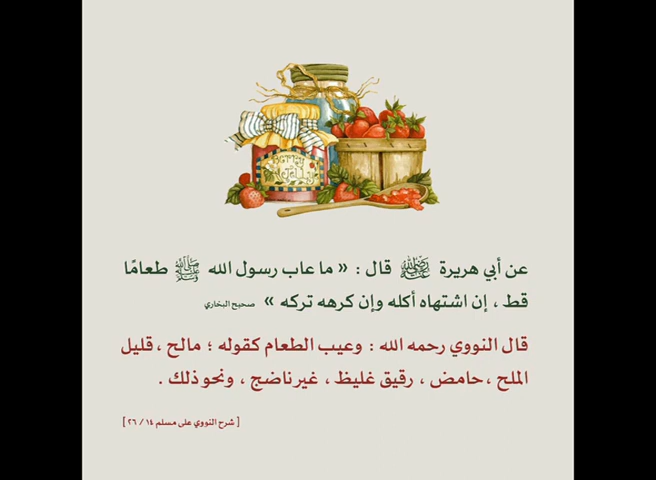 Berry
Jelly
عن أبي هريرة رضي الله عنه قال : « ما عاب رسول الله ﷺ طعامًا
قط ، إن اشتهاه أكله وإن كرهه تركه » صحيح البخاري
قال النووي رحمه الله : وعيب الطعام كقوله ؛ مالح ، قليل
الملح ، حامض ، رقيق غليظ ، غير ناضج ، ونحو ذلك .
[ شرح النووي على مسلم ١٤ / ٢٦ ]